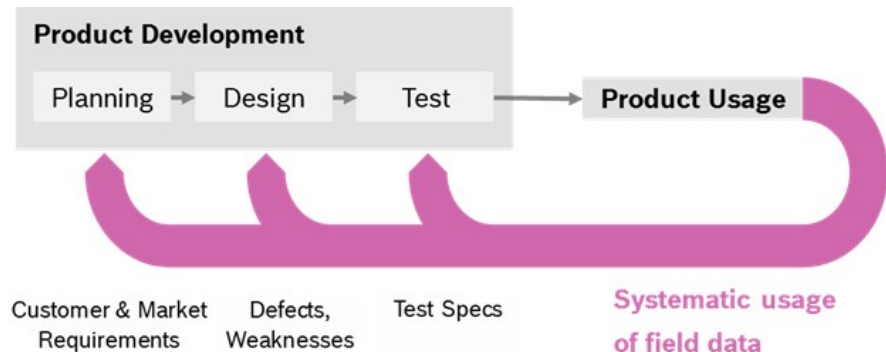 Product Development
Planning
Design
Test
Product Usage
Customer & Market
Requirements
Defects,
Weaknesses
Test Specs
Systematic usage
of field data